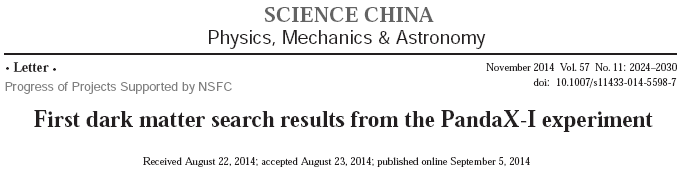 SCIENCE CHINA
Physics, Mechanics & Astronomy
• Letter •
November 2014 Vol. 57 No. 11: 2024–2030
Progress of Projects Supported by NSFC
doi: 10.1007/s11433-014-5598-7
First dark matter search results from the PandaX-I experiment
Received August 22, 2014; accepted August 23, 2014; published online September 5, 2014